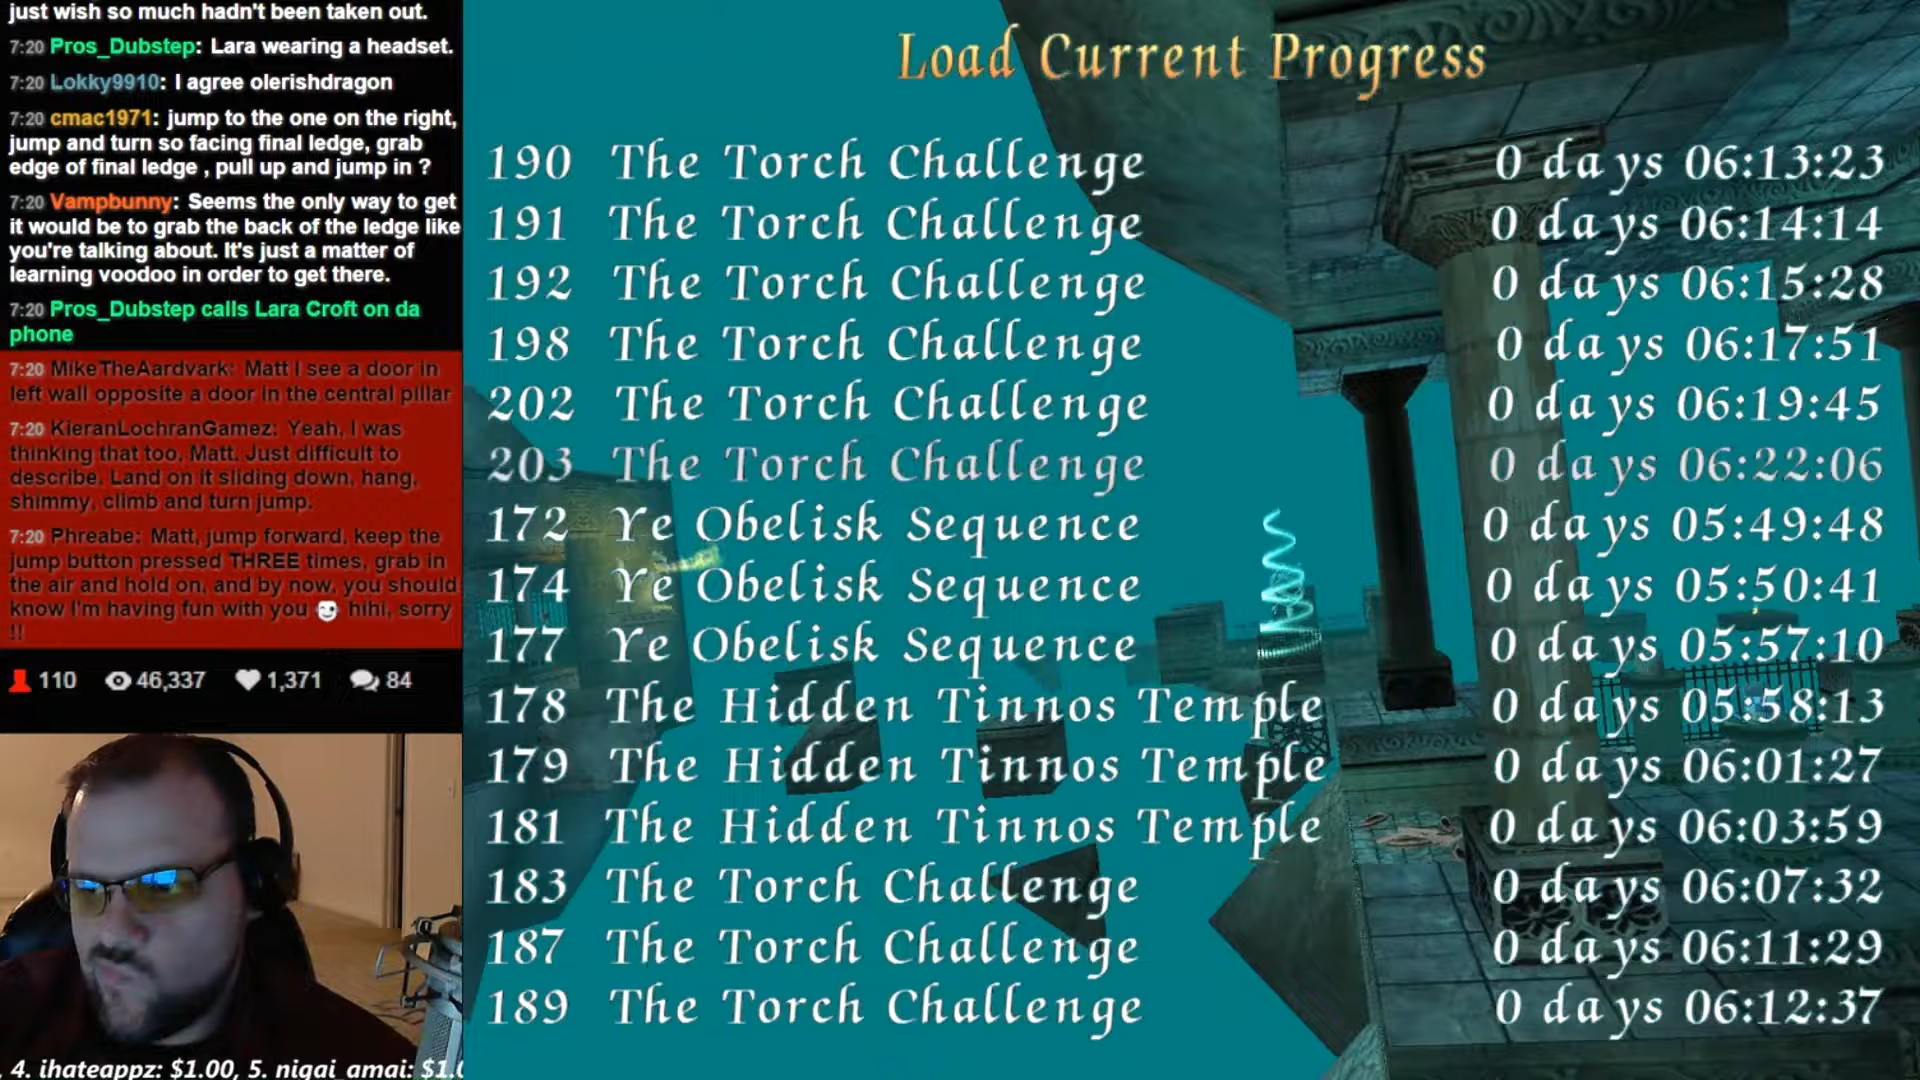 just wish so much hadn't been taken out.
7:20 Pros_Dubstep: Lara wearing a headset.
7:20 Lokky9910: I agree olerishdragon
7:20 cmac1971: jump to the one on the right,
jump and turn so facing final ledge, grab
edge of final ledge , pull up and jump in ?
7:20 Vampbunny: Seems the only way to get
it would be to grab the back of the ledge like
you're talking about. It's just a matter of
learning voodoo in order to get there.
7:20 Pros_Dubstep calls Lara Croft on da
phone
7:20 MikeTheAardvark: Matt I see a door in
left wall opposite a door in the central pillar
7:20 KieranLochranGamez: Yeah, I was
thinking that too, Matt. Just difficult to
describe. Land on it sliding down, hang,
shimmy, climb and turn jump.
7:20 Phreabe: Matt, jump forward, keep the
jump button pressed THREE times, grab in
the air and hold on, and by now, you should
know I'm having fun with you hihi, sorry
!!
110 46,337 1,371 84
4. ihateappz: $1.00, 5. nigai_amai: $1.0
Load Current Progress
190 The Torch Challenge 0 days 06:13:23
191 The Torch Challenge 0 days 06:14:14
192 The Torch Challenge 0 days 06:15:28
198 The Torch Challenge 0 days 06:17:51
202 The Torch Challenge 0 days 06:19:45
203 The Torch Challenge 0 days 06:22:06
172 Ye Obelisk Sequence 0 days 05:49:48
174 Ye Obelisk Sequence 0 days 05:50:41
177 Ye Obelisk Sequence 0 days 05:57:10
178 The Hidden Tinnos Temple 0 days 05:58:13
179 The Hidden Tinnos Temple 0 days 06:01:27
181 The Hidden Tinnos Temple 0 days 06:03:59
183 The Torch Challenge 0 days 06:07:32
187 The Torch Challenge 0 days 06:11:29
189 The Torch Challenge 0 days 06:12:37